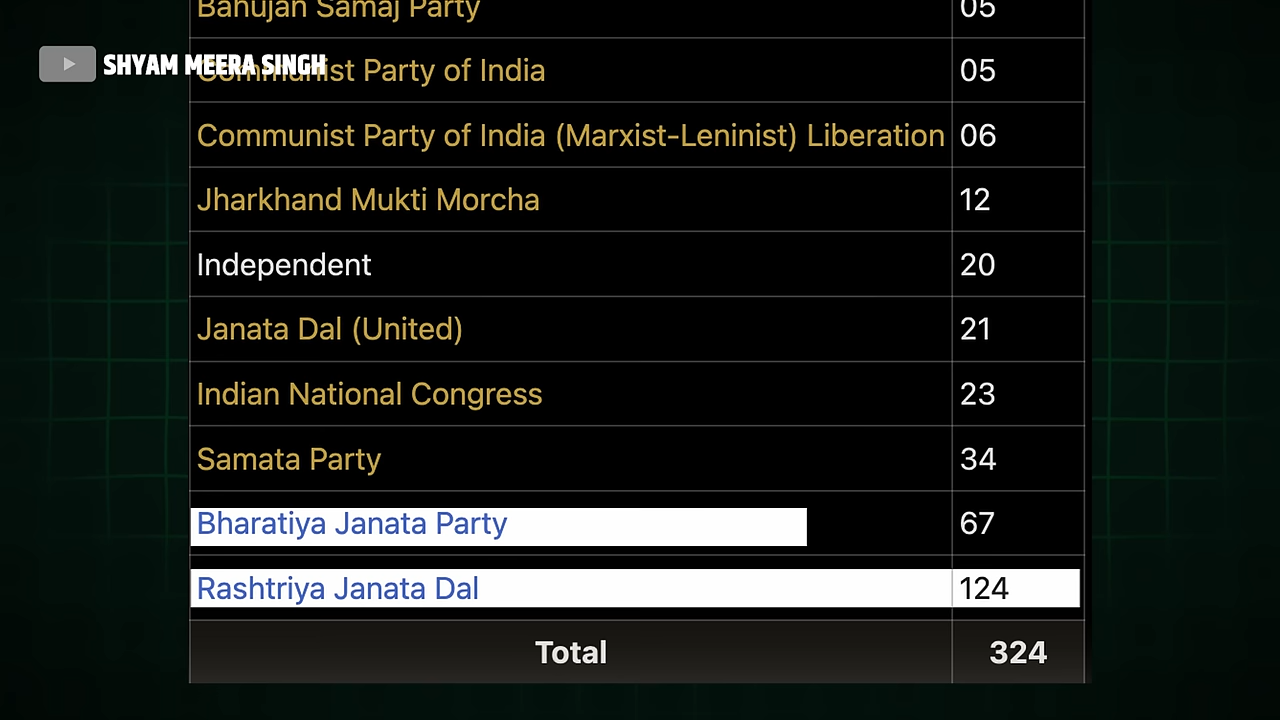 Bahujan Samaj Party 05
SHYAM MEERA SINGH
Communist Party of India 05
Communist Party of India (Marxist-Leninist) Liberation 06
Jharkhand Mukti Morcha 12
Independent 20
Janata Dal (United) 21
Indian National Congress 23
Samata Party 34
Bharatiya Janata Party 67
Rashtriya Janata Dal 124
Total 324